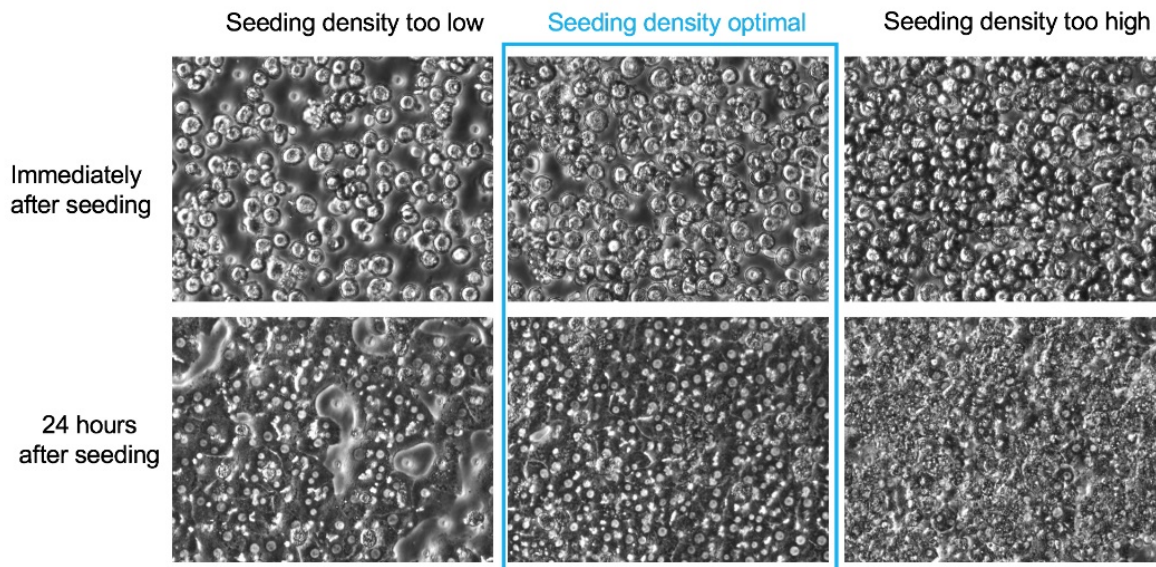 Seeding density too low
Seeding density optimal
Seeding density too high
Immediately
after seeding
24 hours
after seeding